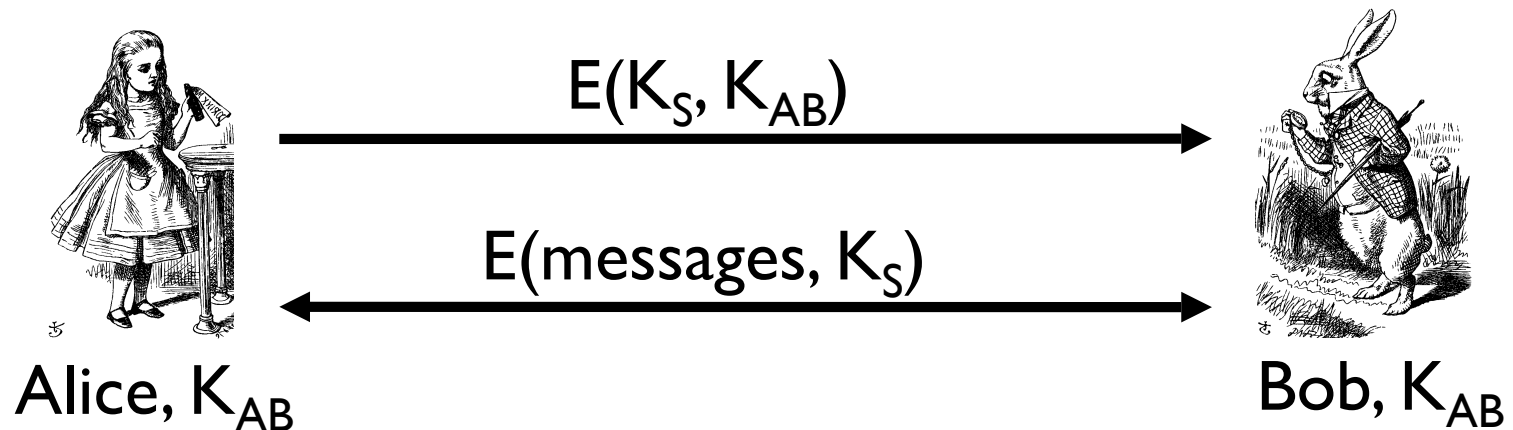 E(K_S, K_AB)
E(messages, K_S)
Alice, K_AB
Bob, K_AB